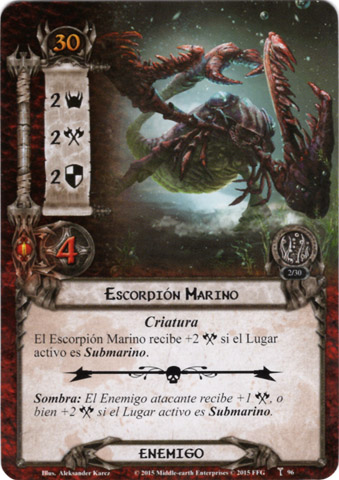 30
2
2
2
4
2/30
Escorpión Marino
Criatura
El Escorpión Marino recibe +2 si el Lugar
activo es Submarino.
Sombra: El Enemigo atacante recibe +1 , o
bien +2 si el Lugar activo es Submarino.
ENEMIGO
Illus. Aleksander Karcz © 2015 Middle-earth Enterprises © 2015 FFG 96